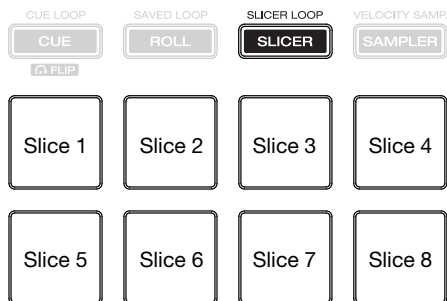 CUE LOOP SAVED LOOP SLICER LOOP VELOCITY SAMP.
CUE ROLL SLICER SAMPLER
FLIP
Slice 1 Slice 2 Slice 3 Slice 4
Slice 5 Slice 6 Slice 7 Slice 8